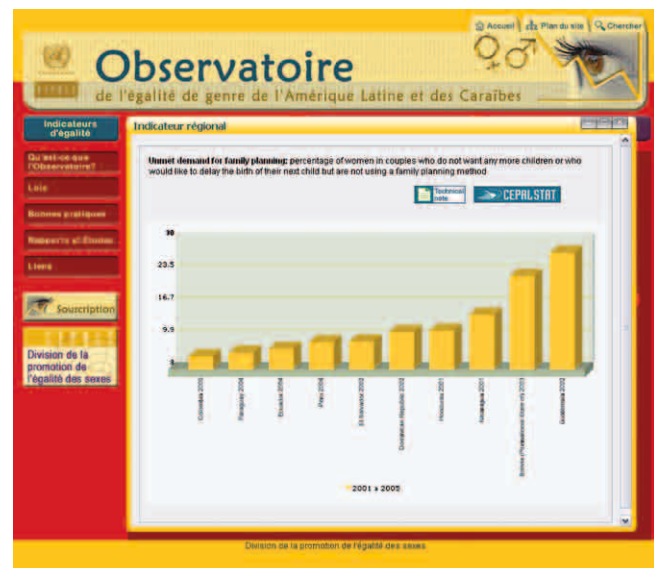 Accueil | Plan du site | Chercher
Observatoire
de l'égalité de genre de l'Amérique Latine et des Caraïbes
Indicateurs
d'égalité
Indicateur régional
Qu'est-ce que
l'Observatoire?
Lois
Bonnes pratiques
Rapports et Études
Liens
Souscription
Division de la
promotion de
l'égalité des sexes
Unmet demand for family planning: percentage of women in couples who do not want any more children or who
would like to delay the birth of their next child but are not using a family planning method
Technical
note
CEPALSTAT
30
23.5
16.7
9.9
Colombia 2005
Paraguay 2004
Ecuador 2004
Peru 2004
El Salvador 2002
Dominican Republic 2002
Honduras 2001
Nicaragua 2001
Guatemala 2002
2001 a 2005
Division de la promotion de l'égalité des sexes